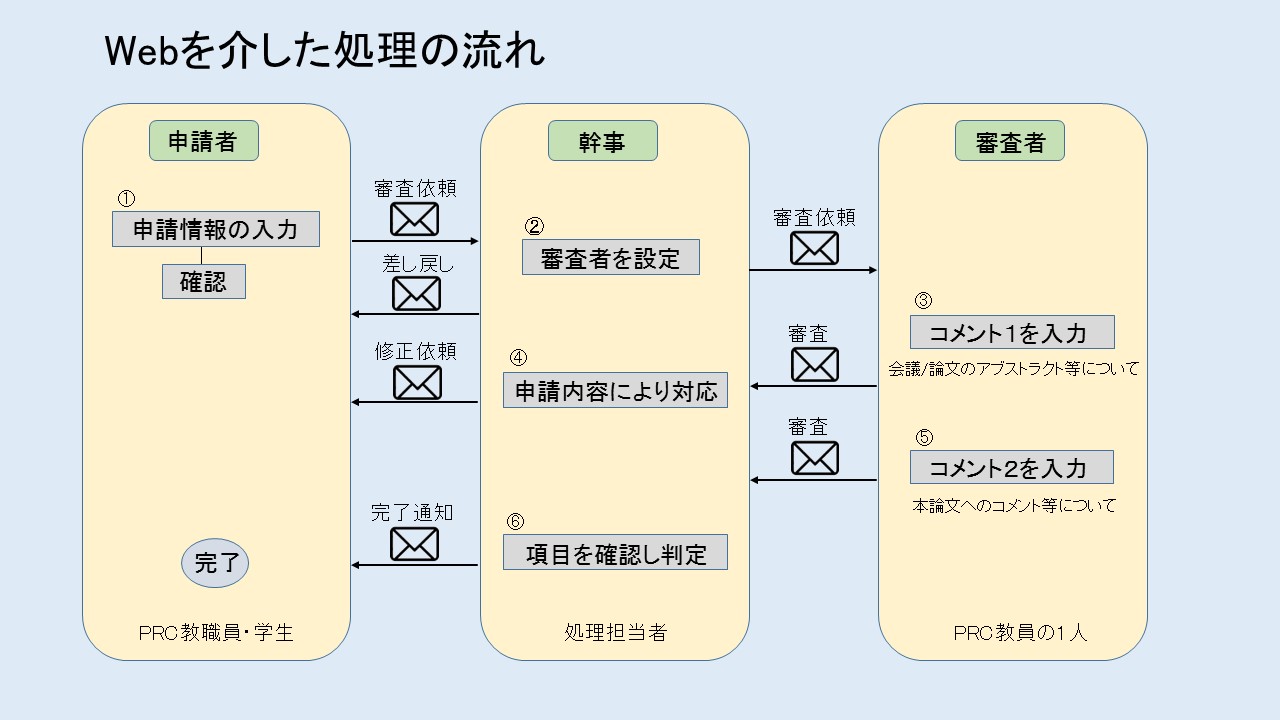 Webを介した処理の流れ
申請者
幹事
審査者
①
申請情報の入力
確認
審査依頼
差し戻し
修正依頼
完了通知
完了
PRC教職員・学生
②
審査者を設定
④
申請内容により対応
⑥
項目を確認し判定
処理担当者
審査依頼
審査
審査
③
コメント1を入力
会議/論文のアブストラクト等について
⑤
コメント2を入力
本論文へのコメント等について
PRC教員の1人